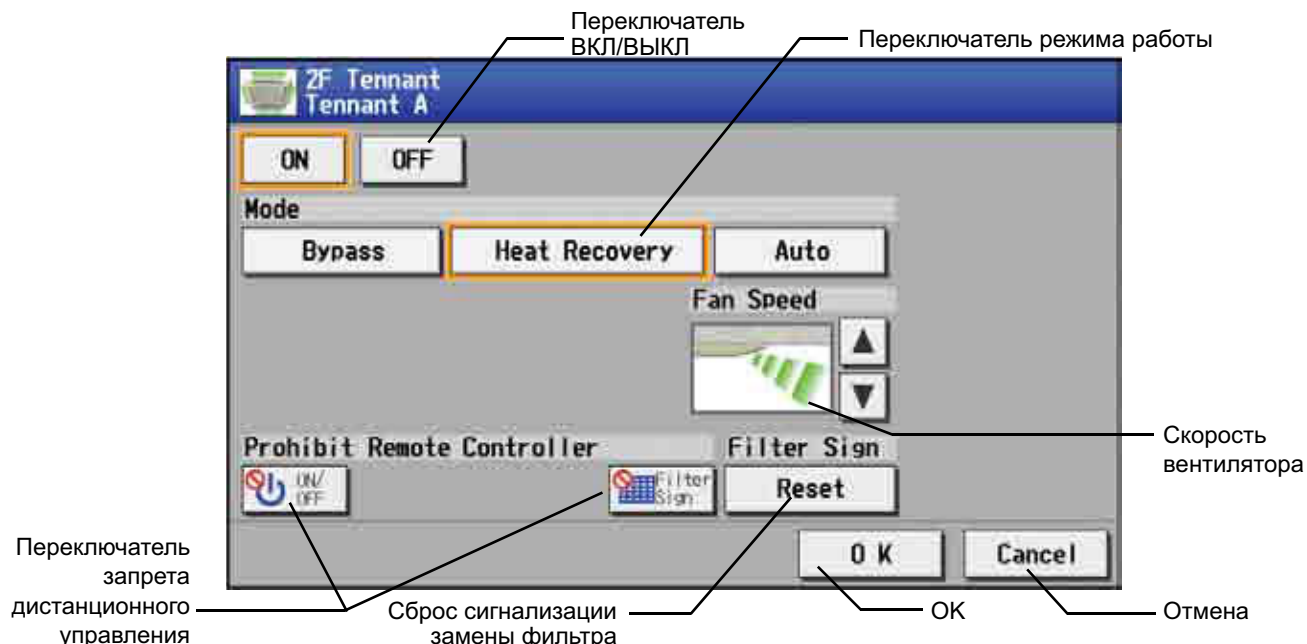 Переключатель
ВКЛ/ВЫКЛ
Переключатель режима работы
2F Tennant
Tennant A
ON OFF
Mode
Bypass Heat Recovery Auto
Fan Speed
Скорость
вентилятора
Prohibit Remote Controller Filter Sign
ON/
OFF
Filter
Sign
Reset
OK Cancel
Переключатель
запрета
дистанционного
управления
Сброс сигнализации
замены фильтра
OK
Отмена